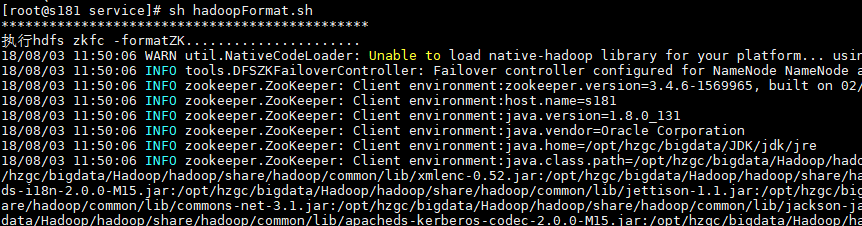 [root@s181 service]# sh hadoopFormat.sh
**********************************************
执行hdfs zkfc -formatZK......................
18/08/03 11:50:06 WARN util.NativeCodeLoader: Unable to load native-hadoop library for your platform... usin
18/08/03 11:50:06 INFO tools.DFSZKFailoverController: Failover controller configured for NameNode NameNode a
18/08/03 11:50:06 INFO zookeeper.ZooKeeper: Client environment:zookeeper.version=3.4.6-1569965, built on 02/
18/08/03 11:50:06 INFO zookeeper.ZooKeeper: Client environment:host.name=s181
18/08/03 11:50:06 INFO zookeeper.ZooKeeper: Client environment:java.version=1.8.0_131
18/08/03 11:50:06 INFO zookeeper.ZooKeeper: Client environment:java.vendor=Oracle Corporation
18/08/03 11:50:06 INFO zookeeper.ZooKeeper: Client environment:java.home=/opt/hzgc/bigdata/JDK/jdk/jre
18/08/03 11:50:06 INFO zookeeper.ZooKeeper: Client environment:java.class.path=/opt/hzgc/bigdata/Hadoop/hado
/hzgc/bigdata/Hadoop/hadoop/share/hadoop/common/lib/xmlenc-0.52.jar:/opt/hzgc/bigdata/Hadoop/hadoop/share/ha
ds-i18n-2.0.0-M15.jar:/opt/hzgc/bigdata/Hadoop/hadoop/share/hadoop/common/lib/jettison-1.1.jar:/opt/hzgc/big
are/hadoop/common/lib/commons-net-3.1.jar:/opt/hzgc/bigdata/Hadoop/hadoop/share/hadoop/common/lib/jackson-ja
data/Hadoop/hadoop/share/hadoop/common/lib/apacheds-kerberos-codec-2.0.0-M15.jar:/opt/hzgc/bigdata/Hadoop/ha